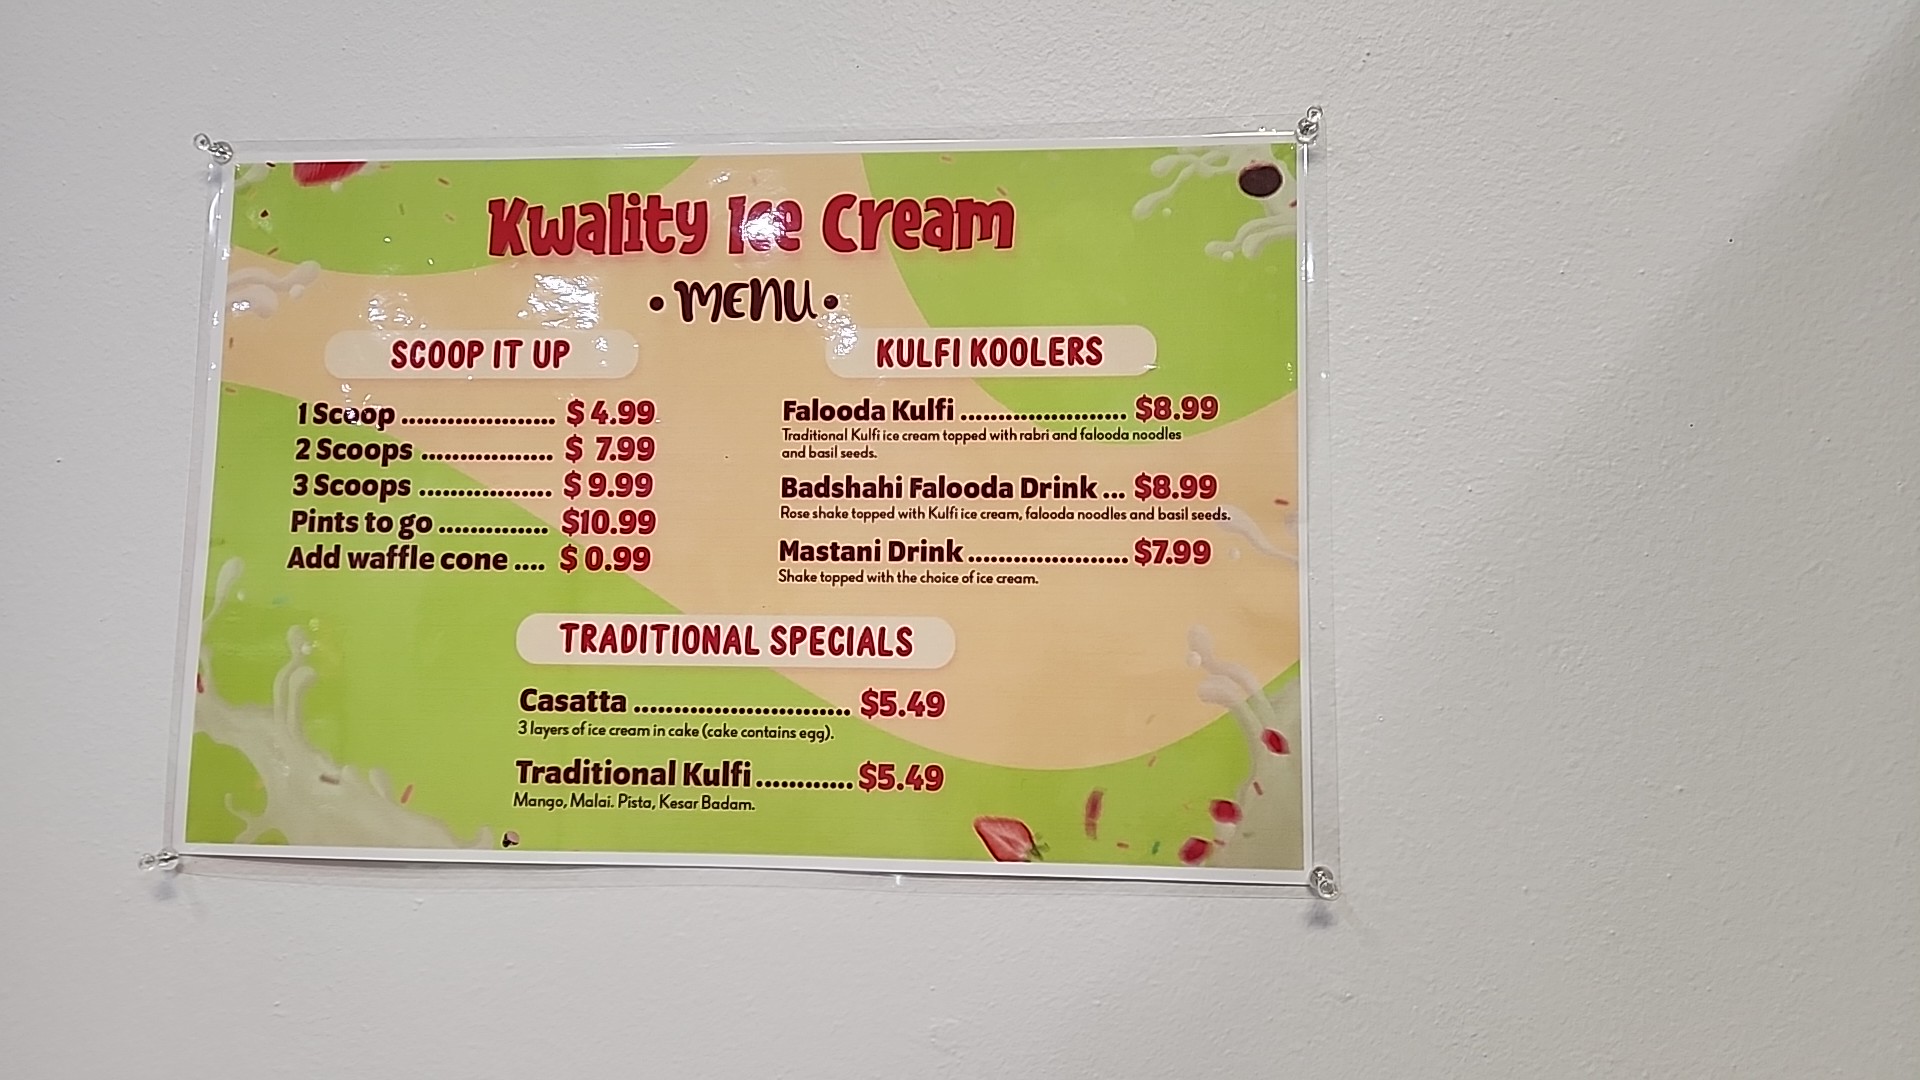 Kwality Ice Cream
• MENU •
SCOOP IT UP
1 Scoop .................... $ 4.99
2 Scoops ................. $ 7.99
3 Scoops ................. $ 9.99
Pints to go .............. $10.99
Add waffle cone .... $ 0.99
KULFI KOOLERS
Falooda Kulfi ...................... $8.99
Traditional Kulfi ice cream topped with rabri and falooda noodles
and basil seeds.
Badshahi Falooda Drink ... $8.99
Rose shake topped with Kulfi ice cream, falooda noodles and basil seeds.
Mastani Drink ..................... $7.99
Shake topped with the choice of ice cream.
TRADITIONAL SPECIALS
Casatta ........................... $5.49
3 layers of ice cream in cake (cake contains egg).
Traditional Kulfi ............ $5.49
Mango, Malai. Pista, Kesar Badam.